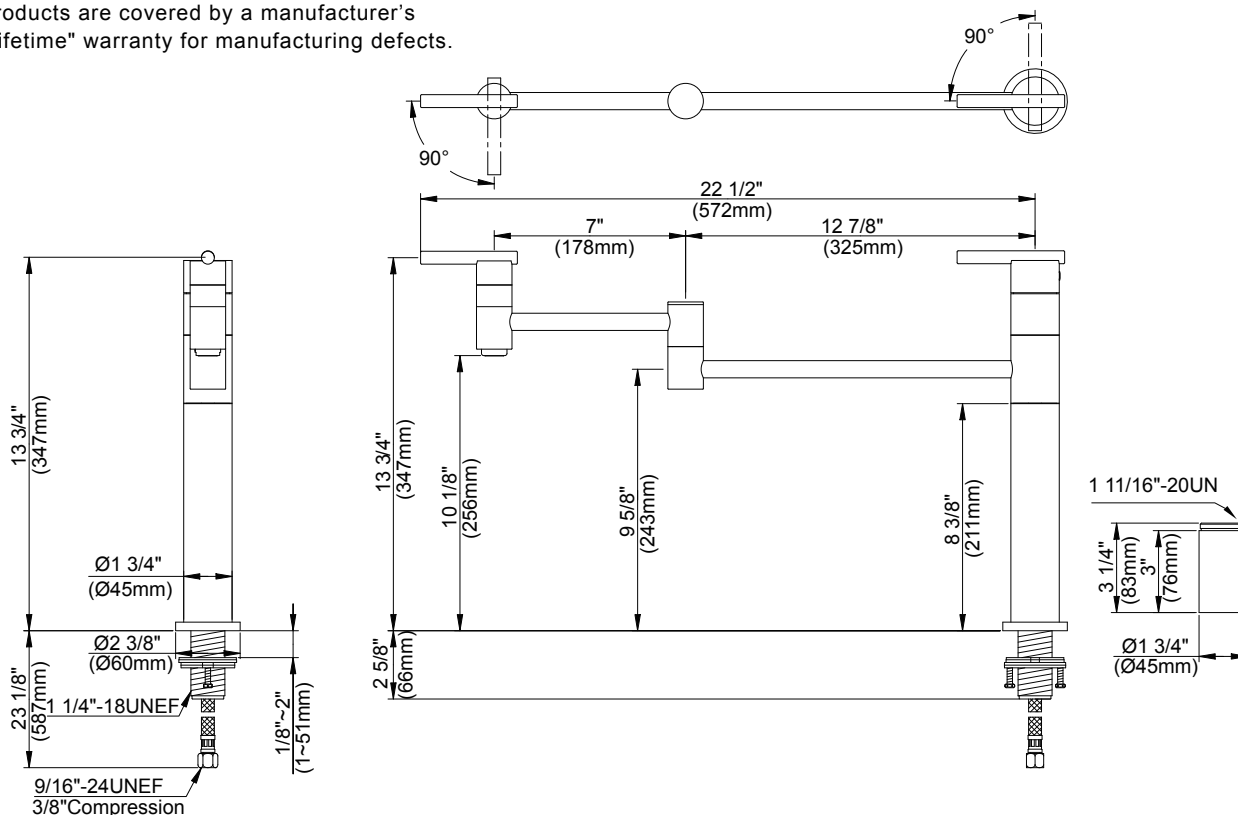 roducts are covered by a manufacturer's
ifetime" warranty for manufacturing defects.
90°
90°
22 1/2"
(572mm)
7"
(178mm)
12 7/8"
(325mm)
13 3/4"
(347mm)
13 3/4"
(347mm)
10 1/8"
(256mm)
9 5/8"
(243mm)
8 3/8"
(211mm)
1 11/16"-20UN
3 1/4"
(83mm)
3"
(76mm)
Ø1 3/4"
(Ø45mm)
Ø1 3/4"
(Ø45mm)
Ø2 3/8"
(Ø60mm)
2 5/8"
(66mm)
23 1/8"
(587mm)
1 1/4"-18UNEF
1/8"~2"
(1~51mm)
9/16"-24UNEF
3/8"Compression